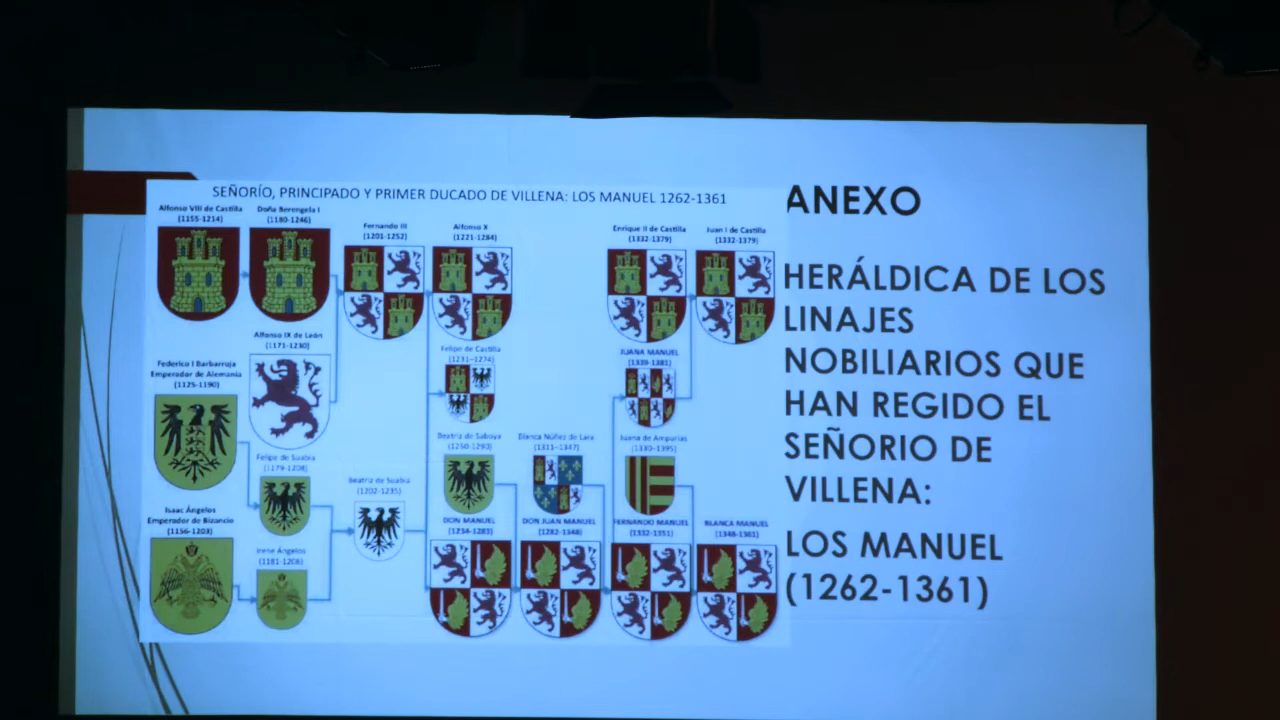 SEÑORÍO, PRINCIPADO Y PRIMER DUCADO DE VILLENA: LOS MANUEL 1262-1361
Alfonso VIII de Castilla
(1155-1214)
Doña Berengela I
(1180-1246)
Fernando III
(1201-1252)
Alfonso X
(1221-1284)
Enrique II de Castilla
(1332-1379)
Juan I de Castilla
(1332-1379)
Alfonso IX de León
(1171-1230)
Felipe de Castilla
(1231-1274)
JUANA MANUEL
(1339-1381)
Federico I Barbarroja
Emperador de Alemania
(1125-1190)
Felipe de Suabia
(1179-1208)
Beatriz de Suabia
(1202-1235)
Beatriz de Saboya
(1250-1290)
Blanca Núñez de Lara
(1311-1347)
Juana de Ampurias
(1330-1395)
Isaac Ángelos
Emperador de Bizancio
(1156-1203)
Irene Ángelos
(1181-1208)
DON MANUEL
(1234-1283)
DON JUAN MANUEL
(1282-1348)
FERNANDO MANUEL
(1332-1351)
BLANCA MANUEL
(1348-1361)
ANEXO
HERÁLDICA DE LOS
LINAJES
NOBILIARIOS QUE
HAN REGIDO EL
SEÑORIO DE
VILLENA:
LOS MANUEL
(1262-1361)